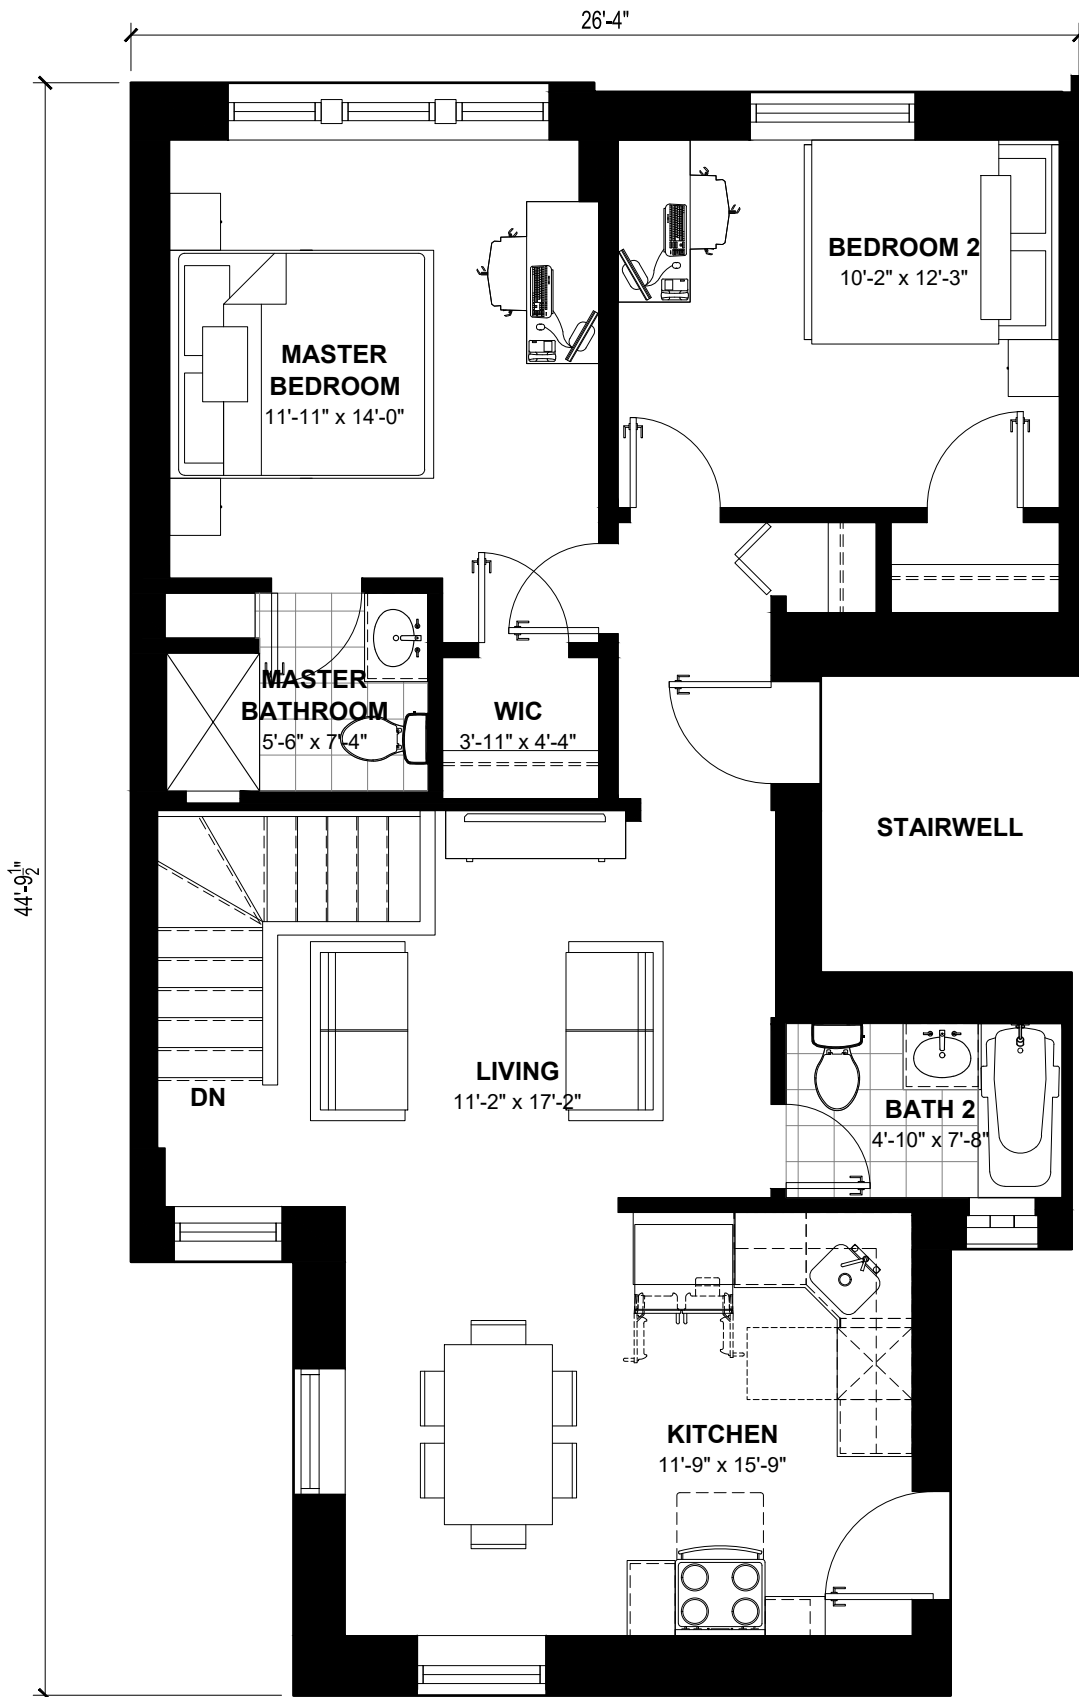 26'-4"
44'-9½"
BEDROOM 2
10'-2" x 12'-3"
MASTER
BEDROOM
11'-11" x 14'-0"
MASTER
BATHROOM
5'-6" x 7'-4"
WIC
3'-11" x 4'-4"
STAIRWELL
LIVING
11'-2" x 17'-2"
DN
BATH 2
4'-10" x 7'-8"
KITCHEN
11'-9" x 15'-9"